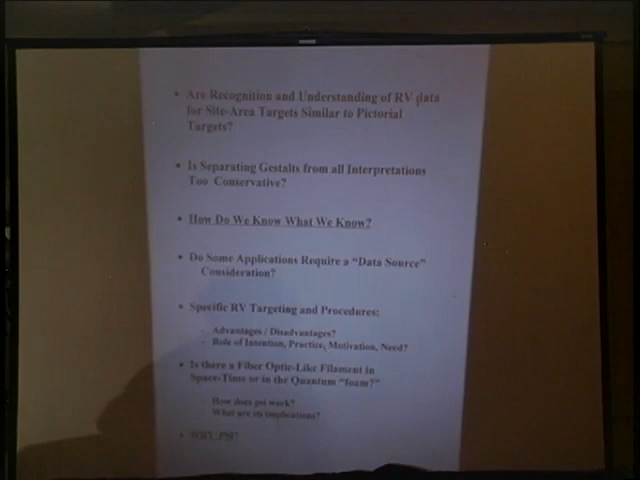 • Are Recognition and Understanding of RV data
for Site-Area Targets Similar to Pictorial
Targets?
• Is Separating Gestalts from all Interpretations
Too Conservative?
• How Do We Know What We Know?
• Do Some Applications Require a “Data Source”
Consideration?
• Specific RV Targeting and Procedures:
- Advantages / Disadvantages?
- Role of Intention, Practice, Motivation, Need?
• Is there a Fiber Optic-Like Filament in
Space-Time or in the Quantum “foam?”
How does psi work?
What are its implications?
• WHY PSI?